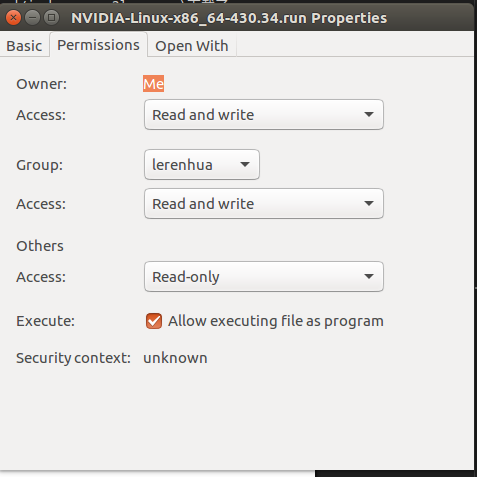 NVIDIA-Linux-x86_64-430.34.run Properties
Basic Permissions Open With
Owner: Me
Access: Read and write
Group: lerenhua
Access: Read and write
Others
Access: Read-only
Execute: Allow executing file as program
Security context: unknown